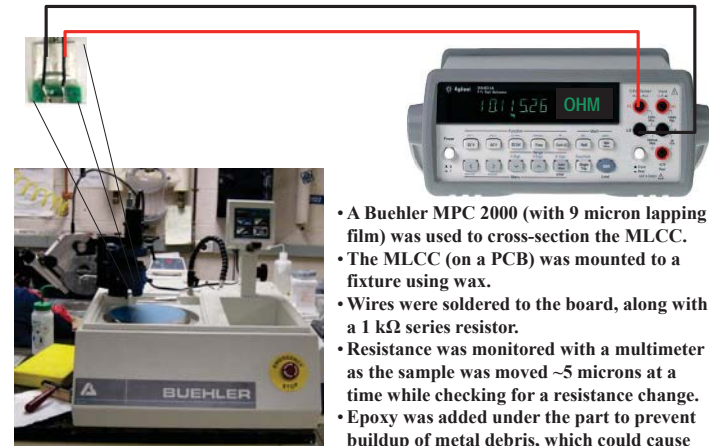 Agilent
OHM
Power
• A Buehler MPC 2000 (with 9 micron lapping
film) was used to cross-section the MLCC.
• The MLCC (on a PCB) was mounted to a
fixture using wax.
• Wires were soldered to the board, along with
a 1 kΩ series resistor.
• Resistance was monitored with a multimeter
as the sample was moved ~5 microns at a
time while checking for a resistance change.
• Epoxy was added under the part to prevent
buildup of metal debris, which could cause
BUEHLER
EMERGENCY
STOP